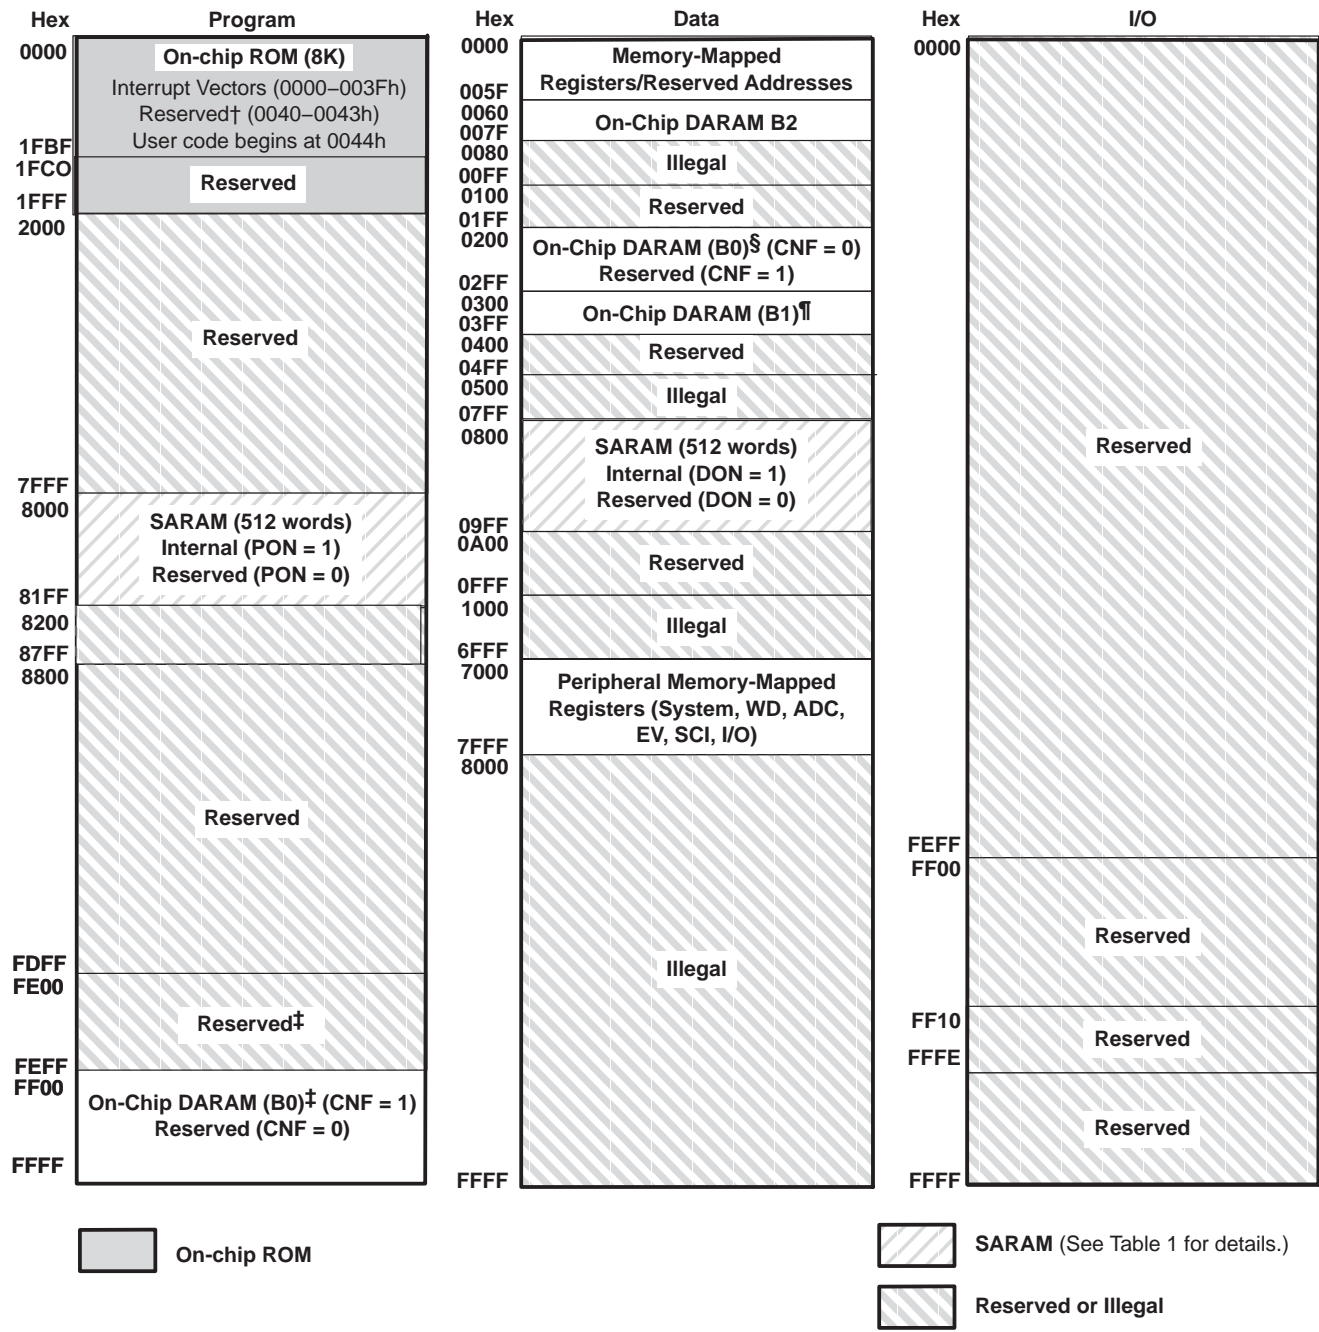 Hex Program
0000
On-chip ROM (8K)
Interrupt Vectors (0000–003Fh)
Reserved† (0040–0043h)
User code begins at 0044h
1FBF
1FCO
Reserved
1FFF
2000
Reserved
7FFF
8000
SARAM (512 words)
Internal (PON = 1)
Reserved (PON = 0)
81FF
8200
87FF
8800
Reserved
FDFF
FE00
Reserved‡
FEFF
FF00
On-Chip DARAM (B0)‡ (CNF = 1)
Reserved (CNF = 0)
FFFF
Hex Data
0000
Memory-Mapped
Registers/Reserved Addresses
005F
0060
On-Chip DARAM B2
007F
0080
Illegal
00FF
0100
Reserved
01FF
0200
On-Chip DARAM (B0)§ (CNF = 0)
Reserved (CNF = 1)
02FF
0300
On-Chip DARAM (B1)¶
03FF
0400
Reserved
04FF
0500
Illegal
07FF
0800
SARAM (512 words)
Internal (DON = 1)
Reserved (DON = 0)
09FF
0A00
Reserved
0FFF
1000
Illegal
6FFF
7000
Peripheral Memory-Mapped
Registers (System, WD, ADC,
EV, SCI, I/O)
7FFF
8000
Illegal
FFFF
Hex I/O
0000
Reserved
FEFF
FF00
Reserved
FF10
Reserved
FFFE
Reserved
FFFF
On-chip ROM
SARAM (See Table 1 for details.)
Reserved or Illegal